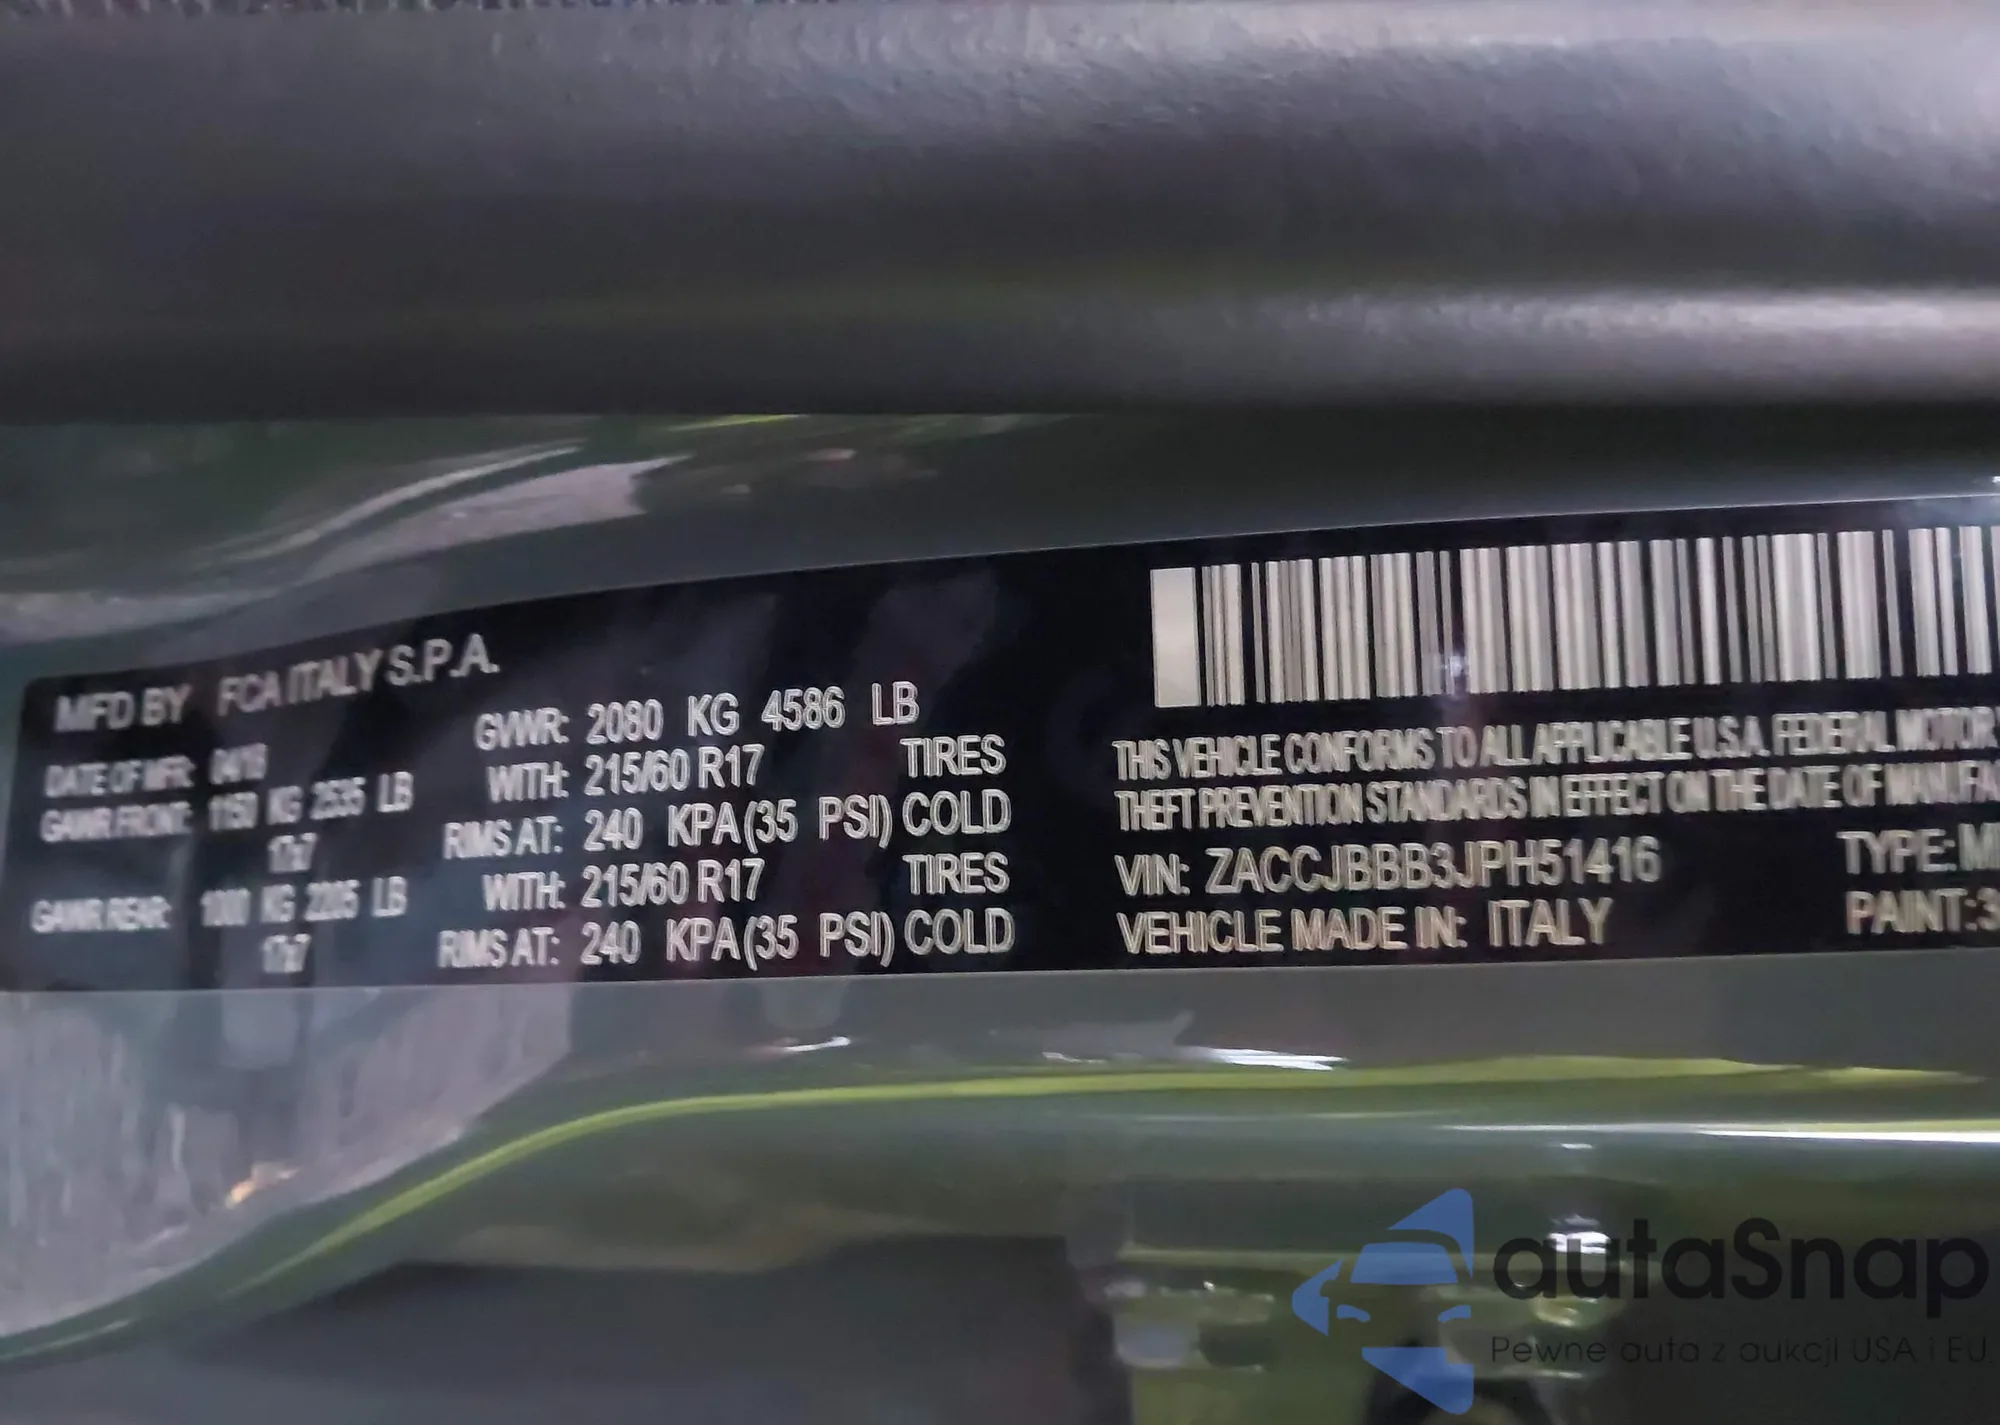 MFD BY FCA ITALY S.P.A.
DATE OF MFR: 04/18
GAWR FRONT: 1150 KG 2535 LB
17x7
GAWR REAR: 1000 KG 2205 LB
17x7
GVWR: 2080 KG 4586 LB
WITH: 215/60 R17 TIRES
RIMS AT: 240 KPA(35 PSI) COLD
WITH: 215/60 R17 TIRES
RIMS AT: 240 KPA(35 PSI) COLD
THIS VEHICLE CONFORMS TO ALL APPLICABLE U.S.A. FEDERAL MOTOR
THEFT PREVENTION STANDARDS IN EFFECT ON THE DATE OF MANUFA
VIN: ZACCJBBB3JPH51416 TYPE:
VEHICLE MADE IN: ITALY PAINT:3
autaSnap
Pewne auta z aukcji USA i EU